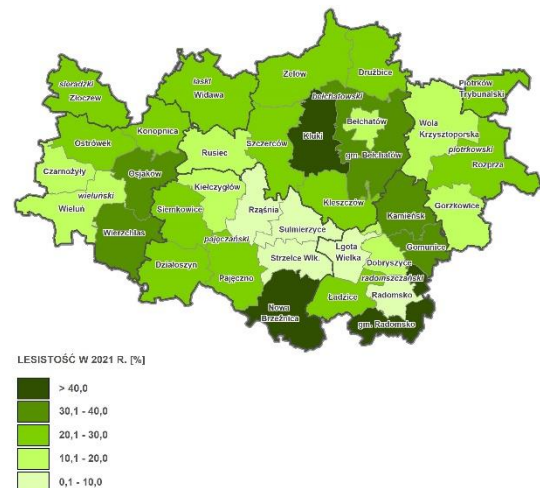 Zelów
Drużbice
łaski
Widawa
sieradzki
Złoczew
bełchatowski
Piotrków
Trybunalski
Bełchatów
Wola
Krzysztoporska
Kluki
piotrkowski
Konopnica
Ostrówek
Szczerców
Rusiec
gm. Bełchatów
Rozprza
Czarnożyły
Osjaków
Kiełczygłów
Kleszczów
wieluński
Siemkowice
Rząśnia
Kamieńsk
Gorzkowice
Wieluń
Sulmierzyce
Wierzchlas
pajęczański
Gomunice
Strzelce Wlk.
Lgota
Wielka
Dobryszyce
Działoszyn
Pajęczno
radomszczański
Ładzice
Radomsko
Nowa
Brzeźnica
gm. Radomsko
LESISTOŚĆ W 2021 R. [%]
> 40,0
30,1 - 40,0
20,1 - 30,0
10,1 - 20,0
0,1 - 10,0